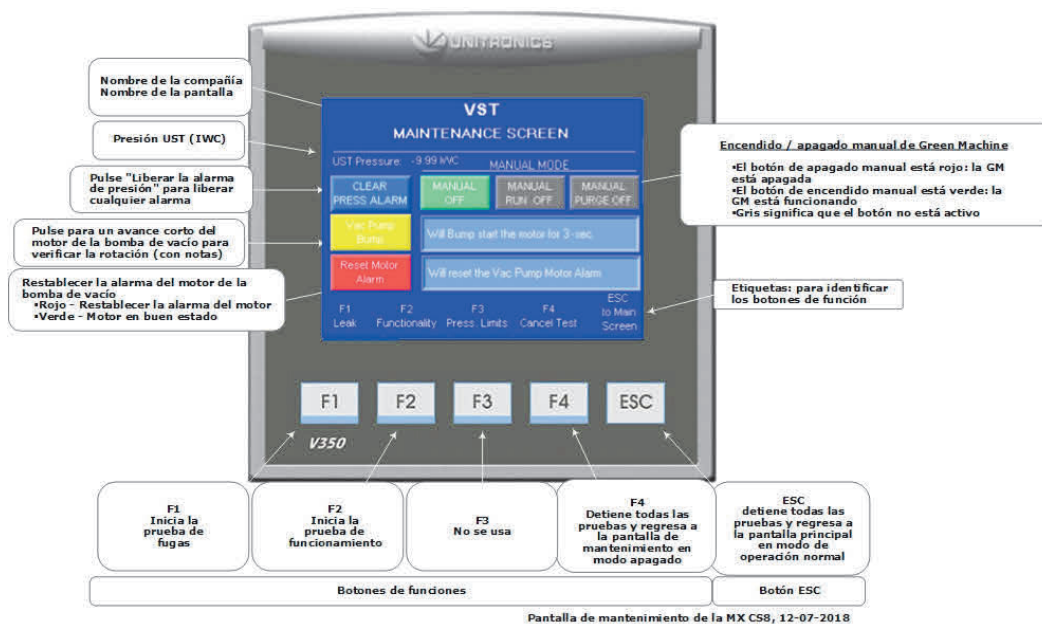 UNITRONICS
Nombre de la compañía
Nombre de la pantalla
Presión UST (IWC)
Pulse "Liberar la alarma
de presión" para liberar
cualquier alarma
Pulse para un avance corto del
motor de la bomba de vacío para
verificar la rotación (con notas)
Restablecer la alarma del motor de la
bomba de vacío
•Rojo - Restablecer la alarma del motor
•Verde - Motor en buen estado
VST
MAINTENANCE SCREEN
UST Pressure: -9.99 IWC
MANUAL MODE
CLEAR
PRESS ALARM
MANUAL
OFF
MANUAL
RUN OFF
MANUAL
PURGE OFF
Vac Pump
Bump
Will Bump start the motor for 3-sec.
Reset Motor
Alarm
Will reset the Vac Pump Motor Alarm
F1
Leak
F2
Functionality
F3
Press. Limits
F4
Cancel Test
ESC
to Main
Screen
Encendido / apagado manual de Green Machine
•El botón de apagado manual está rojo: la GM
está apagada
•El botón de encendido manual está verde: la
GM está funcionando
•Gris significa que el botón no está activo
Etiquetas: para identificar
los botones de función
F1
F2
F3
F4
ESC
V350
F1
Inicia la
prueba de
fugas
F2
Inicia la
prueba de
funcionamiento
F3
No se usa
F4
Detiene todas las
pruebas y regresa a
la pantalla de
mantenimiento en
modo apagado
ESC
detiene todas las
pruebas y regresa a
la pantalla principal
en modo de
operación normal
Botones de funciones
Botón ESC
Pantalla de mantenimiento de la MX CS8, 12-07-2018